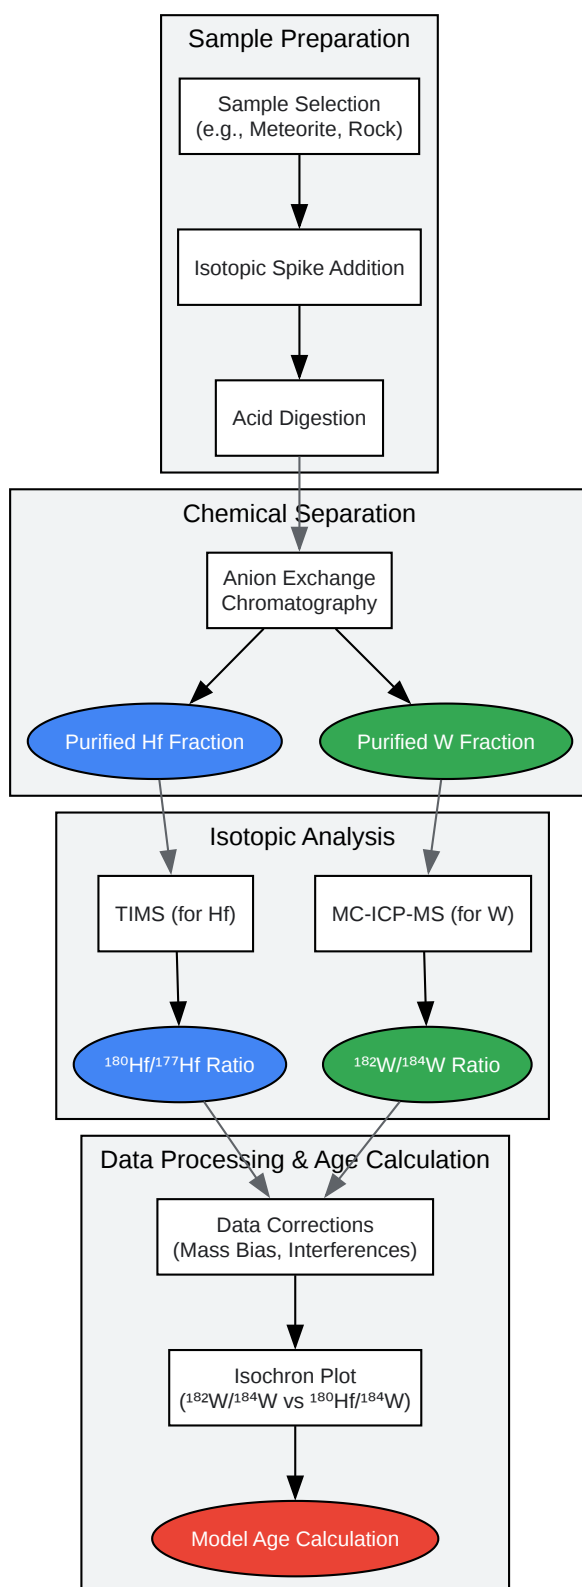 Sample Preparation
Sample Selection
(e.g., Meteorite, Rock)
Isotopic Spike Addition
Acid Digestion
Chemical Separation
Anion Exchange
Chromatography
Purified Hf Fraction
Purified W Fraction
Isotopic Analysis
TIMS (for Hf)
MC-ICP-MS (for W)
¹⁸⁰Hf/¹⁷⁷Hf Ratio
¹⁸²W/¹⁸⁴W Ratio
Data Processing & Age Calculation
Data Corrections
(Mass Bias, Interferences)
Isochron Plot
(¹⁸²W/¹⁸⁴W vs ¹⁸⁰Hf/¹⁸⁴W)
Model Age Calculation